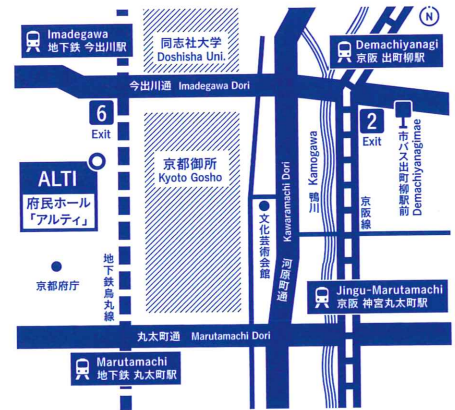 N
Imadegawa
地下鉄 今出川駅
同志社大学
Doshisha Uni.
Demachiyanagi
京阪 出町柳駅
今出川通 Imadegawa Dori
6
Exit
2
Exit
市バス出町柳駅前
Demachiyanagimae
京都御所
Kyoto Gosho
ALTI
府民ホール
「アルティ」
Kawaramachi Dori
河原町通
Kamogawa
鴨川
京阪線
文化芸術会館
地下鉄烏丸線
京都府庁
Jingu-Marutamachi
京阪 神宮丸太町駅
丸太町通 Marutamachi Dori
Marutamachi
地下鉄 丸太町駅